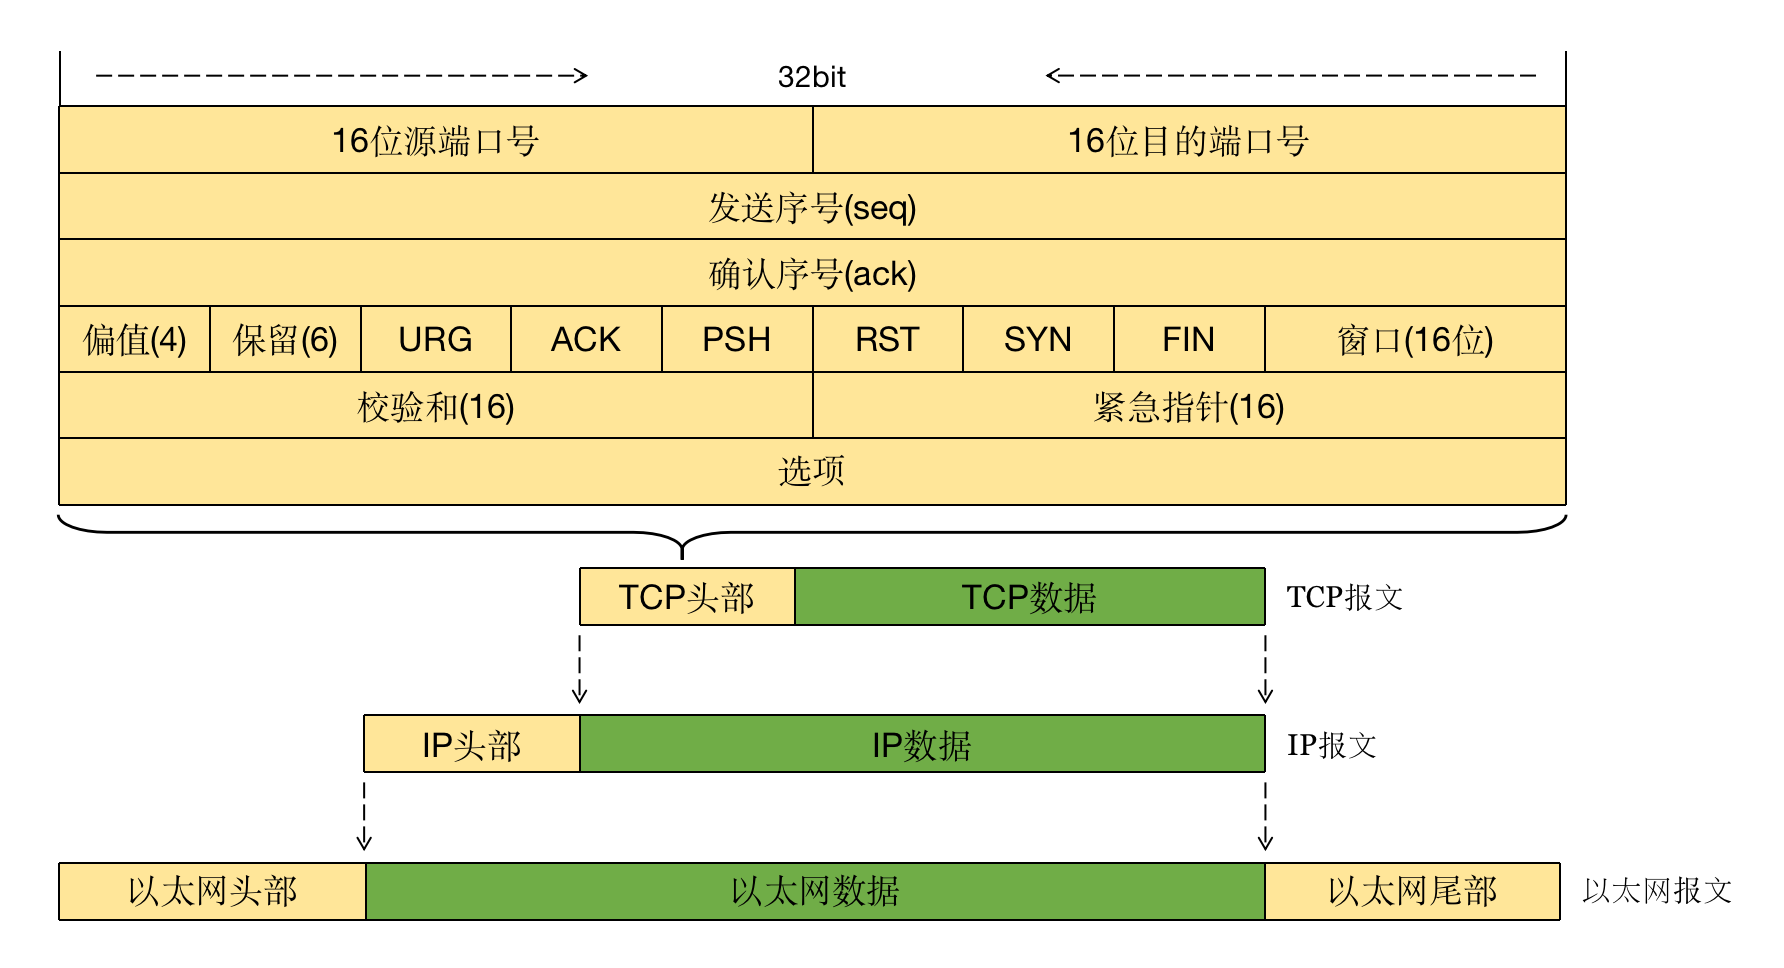 32bit
16位源端口号 16位目的端口号
发送序号(seq)
确认序号(ack)
偏值(4) 保留(6) URG ACK PSH RST SYN FIN 窗口(16位)
校验和(16) 紧急指针(16)
选项
TCP头部 TCP数据 TCP报文
IP头部 IP数据 IP报文
以太网头部 以太网数据 以太网尾部 以太网报文